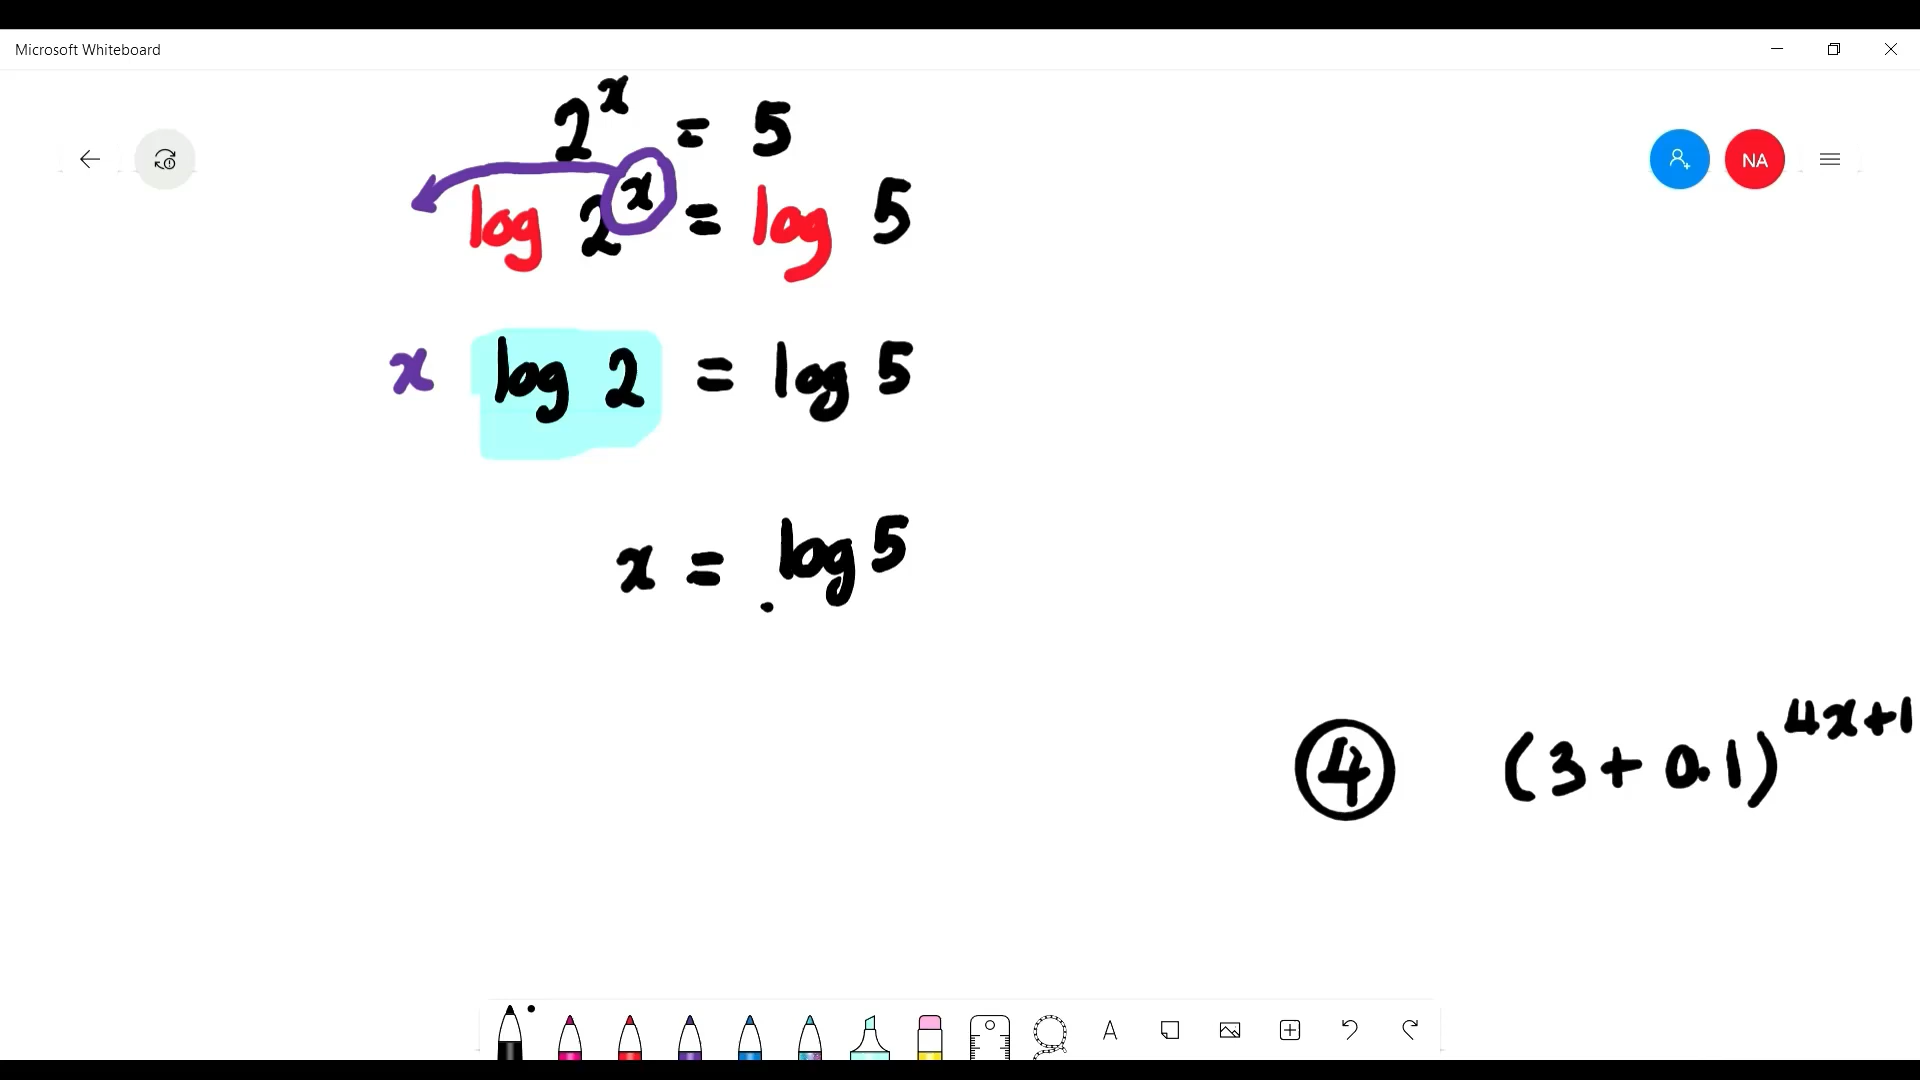 Microsoft Whiteboard
2^x = 5
log 2^x = log 5
NA
x log 2 = log 5
x = log 5
④ (3 + 0.1)^4x+1
A